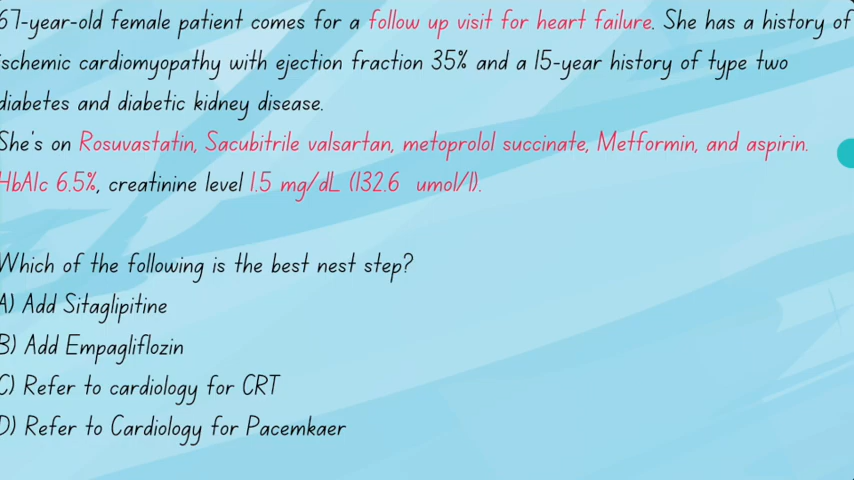 67-year-old female patient comes for a follow up visit for heart failure. She has a history of
ischemic cardiomyopathy with ejection fraction 35% and a 15-year history of type two
diabetes and diabetic kidney disease.
She's on Rosuvastatin, Sacubitrile valsartan, metoprolol succinate, Metformin, and aspirin.
HbA1c 6.5%, creatinine level 1.5 mg/dL (132.6 umol/l).
Which of the following is the best nest step?
A) Add Sitaglipitine
B) Add Empagliflozin
C) Refer to cardiology for CRT
D) Refer to Cardiology for Pacemkaer